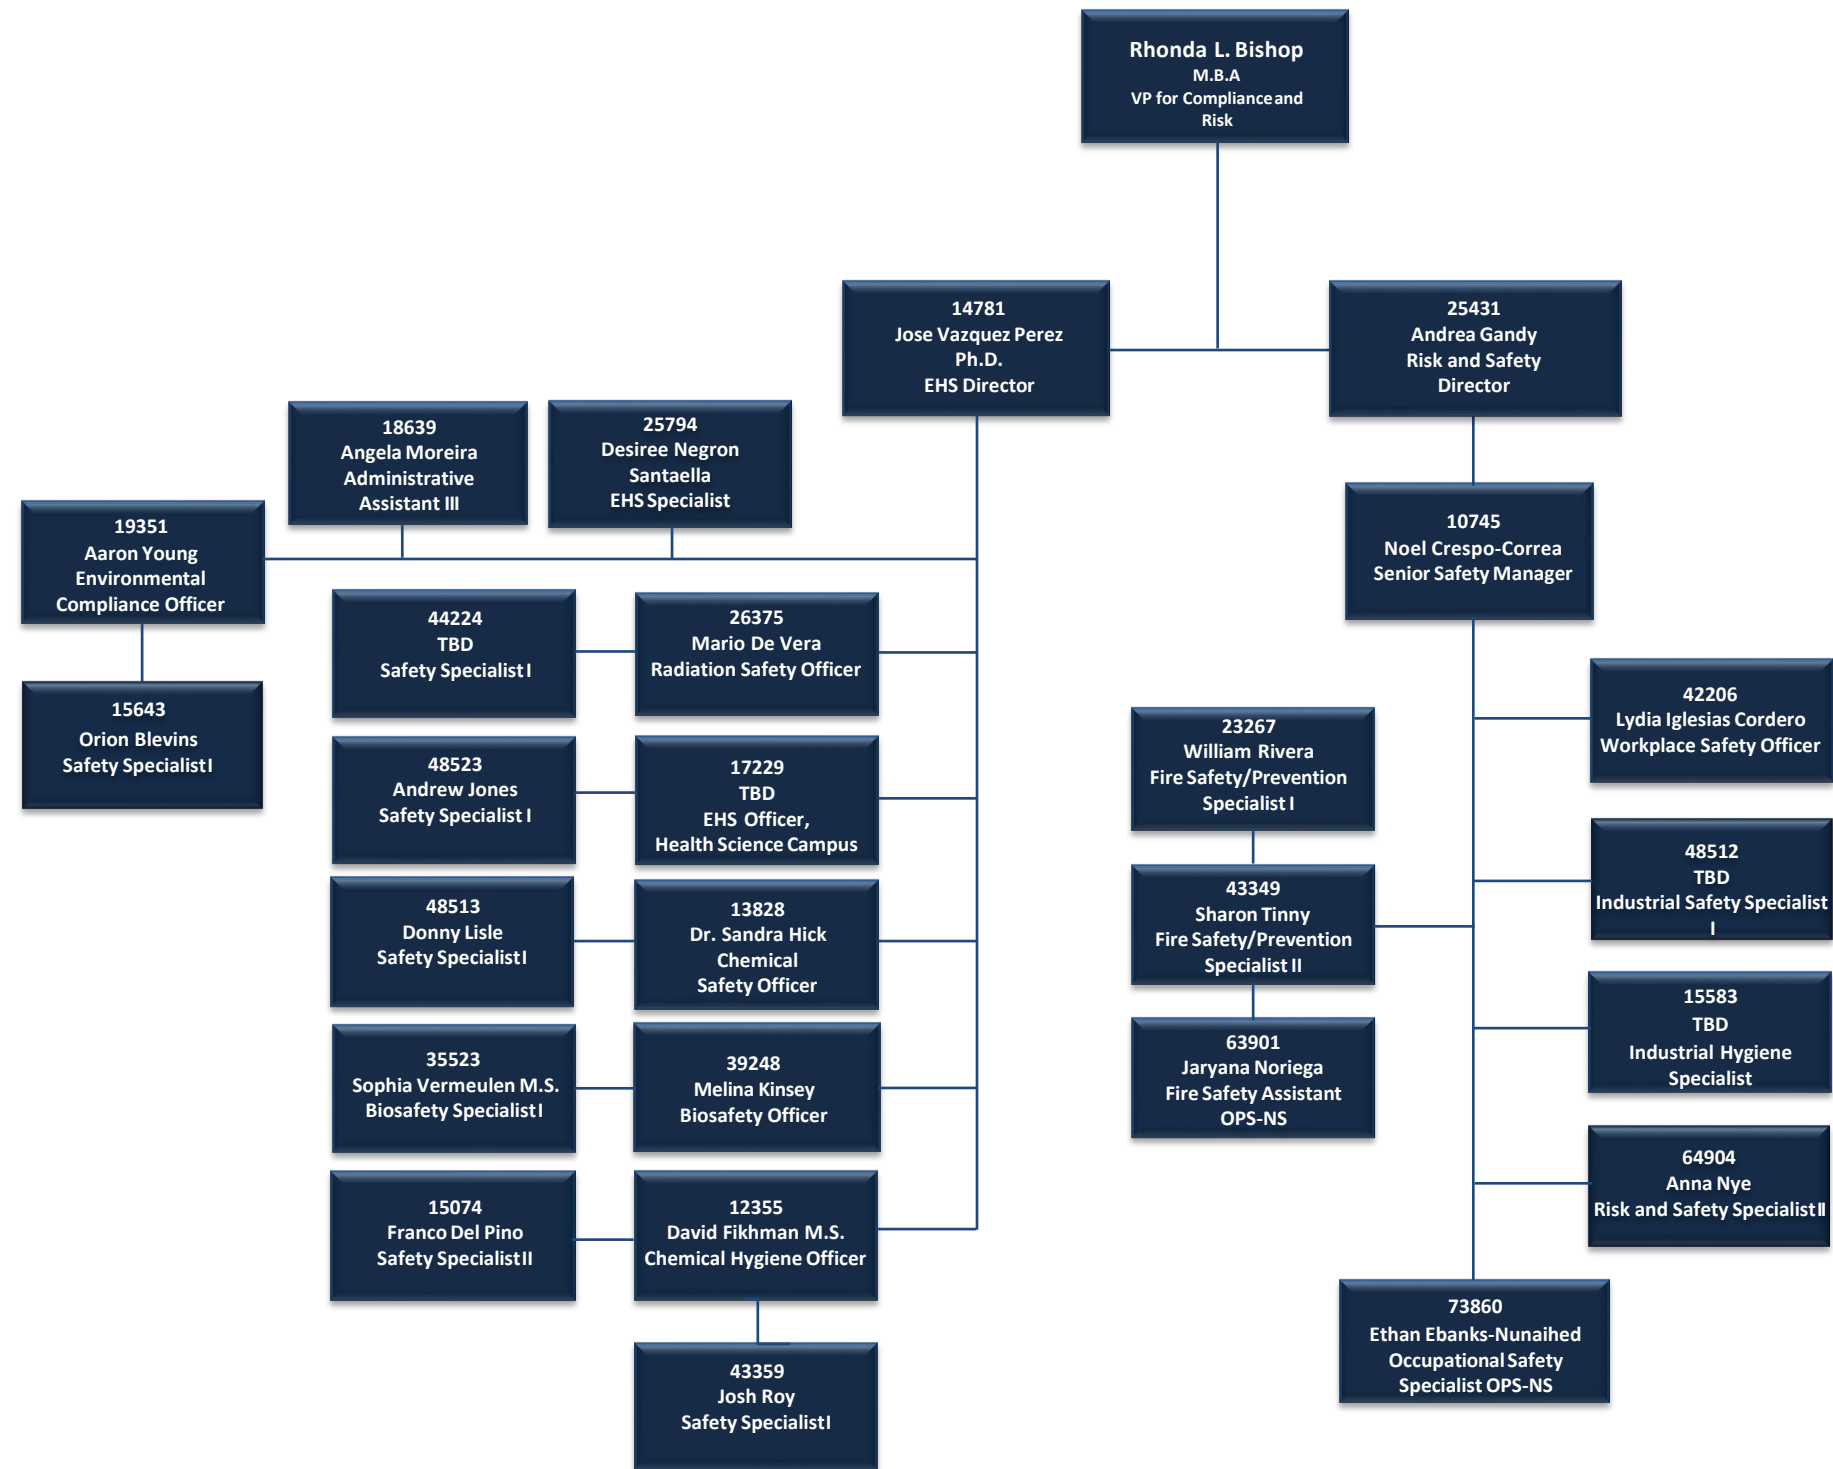 Rhonda L. Bishop
M.B.A
VP for Compliance and
Risk
14781
Jose Vazquez Perez
Ph.D.
EHS Director
25431
Andrea Gandy
Risk and Safety
Director
18639
Angela Moreira
Administrative
Assistant III
25794
Desiree Negron
Santaella
EHS Specialist
19351
Aaron Young
Environmental
Compliance Officer
10745
Noel Crespo-Correa
Senior Safety Manager
44224
TBD
Safety Specialist I
26375
Mario De Vera
Radiation Safety Officer
15643
Orion Blevins
Safety Specialist I
42206
Lydia Iglesias Cordero
Workplace Safety Officer
23267
William Rivera
Fire Safety/Prevention
Specialist I
48523
Andrew Jones
Safety Specialist I
17229
TBD
EHS Officer,
Health Science Campus
48512
TBD
Industrial Safety Specialist
I
43349
Sharon Tinny
Fire Safety/Prevention
Specialist II
48513
Donny Lisle
Safety Specialist I
13828
Dr. Sandra Hick
Chemical
Safety Officer
15583
TBD
Industrial Hygiene
Specialist
63901
Jaryana Noriega
Fire Safety Assistant
OPS-NS
35523
Sophia Vermeulen M.S.
Biosafety Specialist I
39248
Melina Kinsey
Biosafety Officer
64904
Anna Nye
Risk and Safety Specialist II
15074
Franco Del Pino
Safety Specialist II
12355
David Fikhman M.S.
Chemical Hygiene Officer
73860
Ethan Ebanks-Nunaihed
Occupational Safety
Specialist OPS-NS
43359
Josh Roy
Safety Specialist I